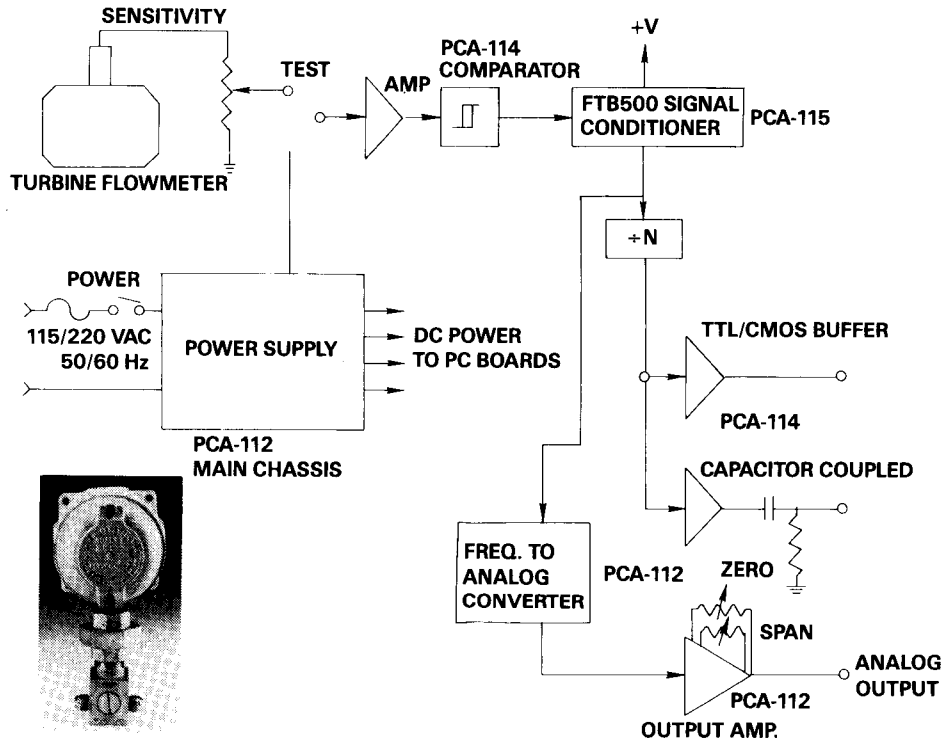 SENSITIVITY
TEST
TURBINE FLOWMETER
AMP
PCA-114
COMPARATOR
+V
FTB500 SIGNAL
CONDITIONER
PCA-115
÷N
POWER
115/220 VAC
50/60 Hz
POWER SUPPLY
DC POWER
TO PC BOARDS
PCA-112
MAIN CHASSIS
TTL/CMOS BUFFER
PCA-114
CAPACITOR COUPLED
PCA-112
FREQ. TO
ANALOG
CONVERTER
ZERO
SPAN
PCA-112
OUTPUT AMP.
ANALOG
OUTPUT